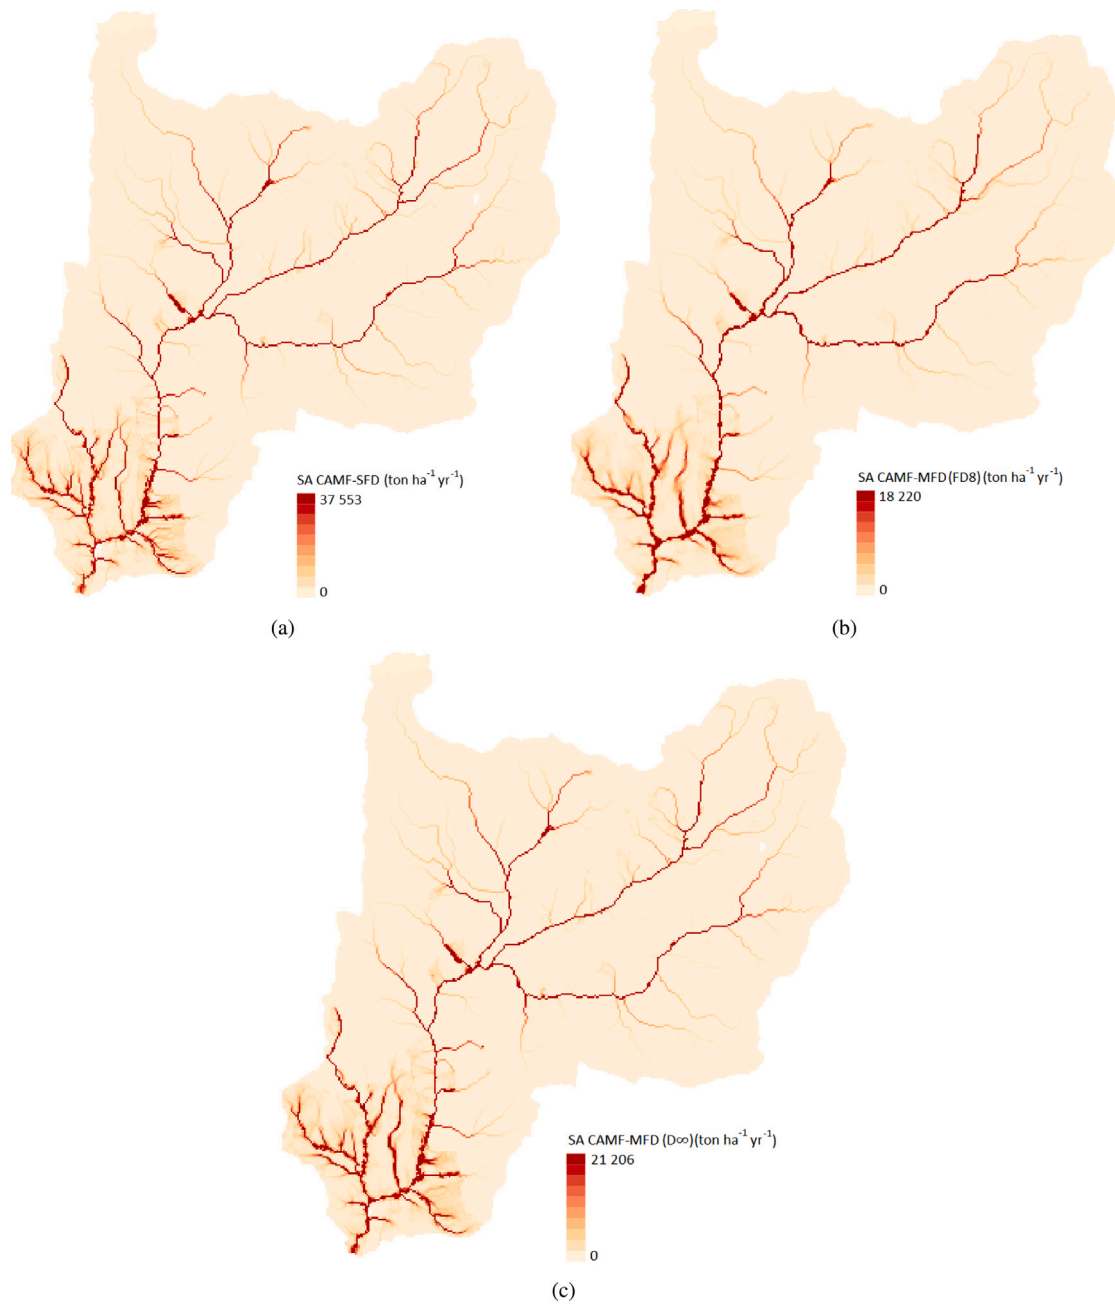 SA CAMF-SFD (ton ha⁻¹ yr⁻¹)
37 553
0
(a)
SA CAMF-MFD (FD8) (ton ha⁻¹ yr⁻¹)
18 220
0
(b)
SA CAMF-MFD (D∞) (ton ha⁻¹ yr⁻¹)
21 206
0
(c)